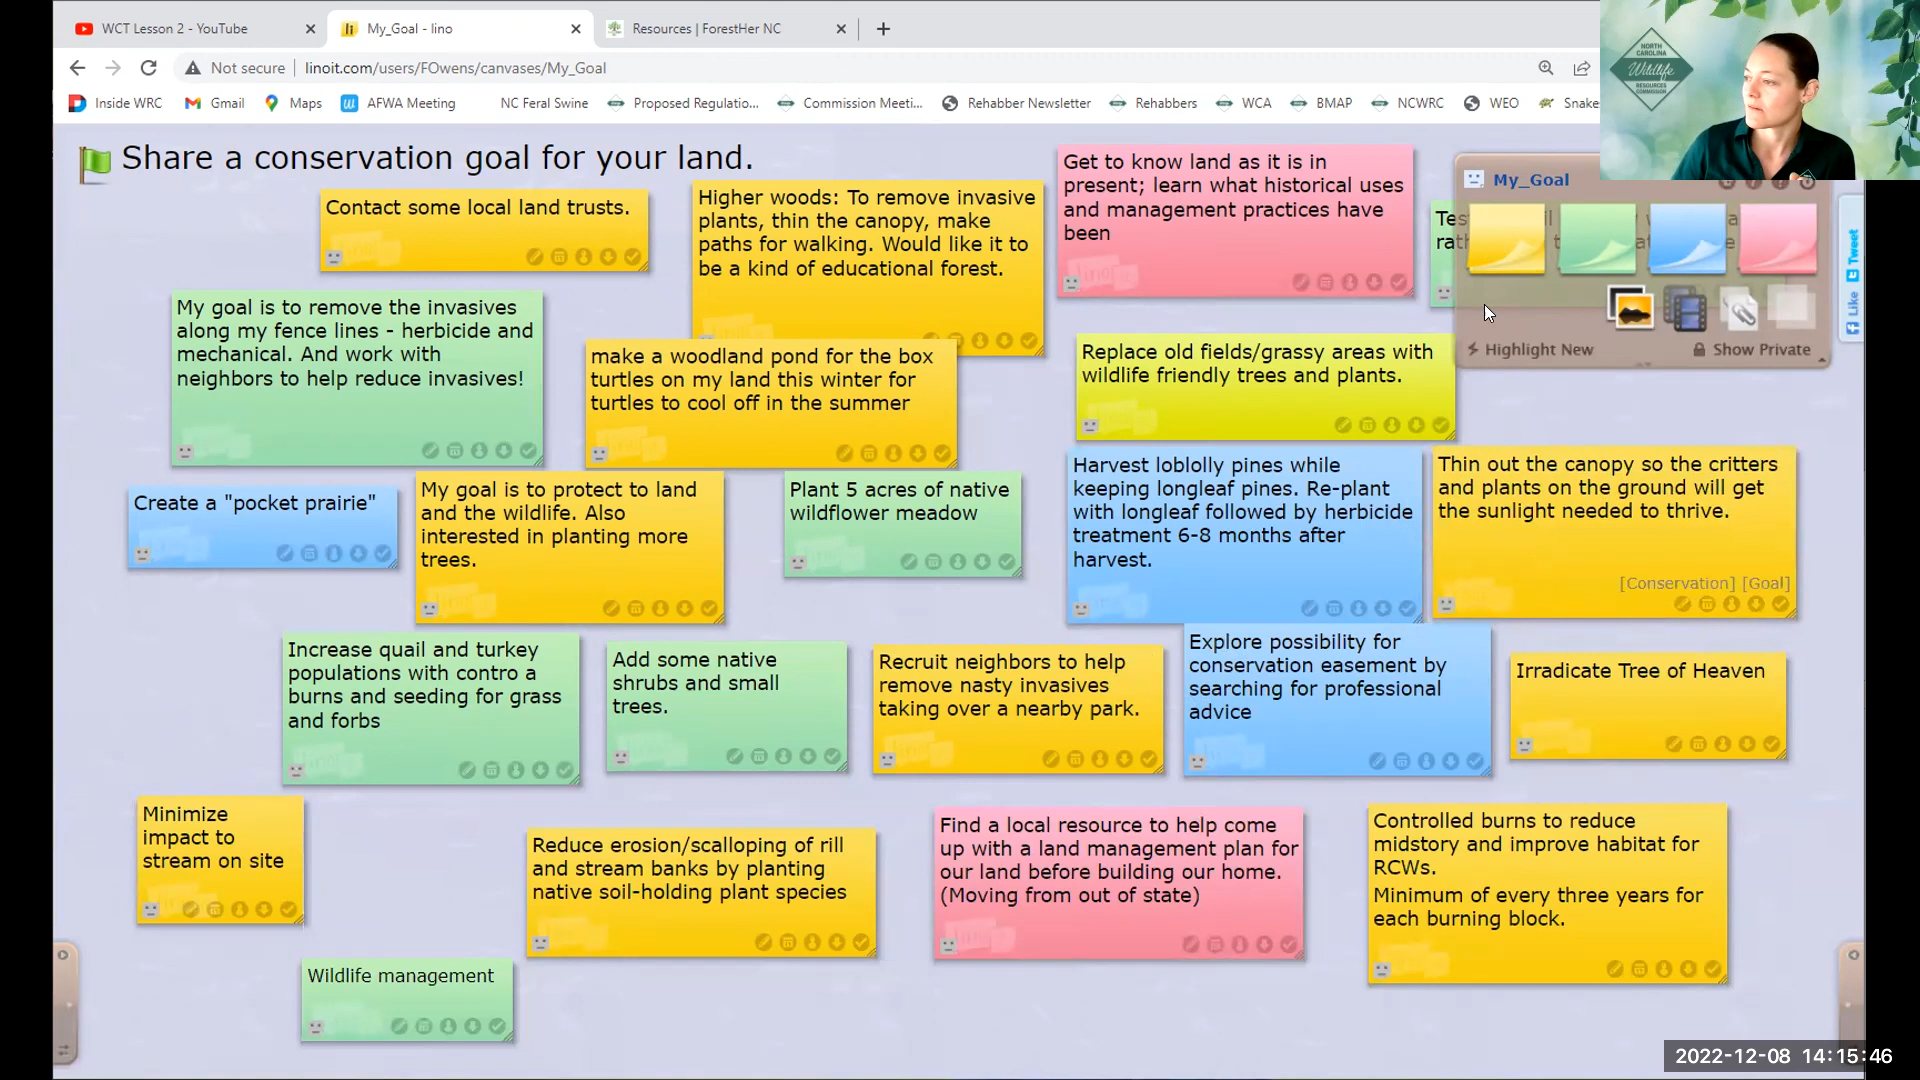 WCT Lesson 2 - YouTube
My_Goal - lino
Resources | ForestHer NC
Not secure
linoit.com/users/FOwens/canvases/My_Goal
Inside WRC
Gmail
Maps
AFWA Meeting
NC Feral Swine
Proposed Regulatio...
Commission Meeti...
Rehabber Newsletter
Rehabbers
WCA
BMAP
NCWRC
WEO
Snake
NORTH
CAROLINA
Wildlife
RESOURCES
COMMISSION
Share a conservation goal for your land.
Contact some local land trusts.
Higher woods: To remove invasive
plants, thin the canopy, make
paths for walking. Would like it to
be a kind of educational forest.
Get to know land as it is in
present; learn what historical uses
and management practices have
been
My_Goal
Highlight New
Show Private
Tweet
Like
My goal is to remove the invasives
along my fence lines - herbicide and
mechanical. And work with
neighbors to help reduce invasives!
make a woodland pond for the box
turtles on my land this winter for
turtles to cool off in the summer
Replace old fields/grassy areas with
wildlife friendly trees and plants.
Create a "pocket prairie"
My goal is to protect to land
and the wildlife. Also
interested in planting more
trees.
Plant 5 acres of native
wildflower meadow
Harvest loblolly pines while
keeping longleaf pines. Re-plant
with longleaf followed by herbicide
treatment 6-8 months after
harvest.
Thin out the canopy so the critters
and plants on the ground will get
the sunlight needed to thrive.
[Conservation] [Goal]
Increase quail and turkey
populations with contro a
burns and seeding for grass
and forbs
Add some native
shrubs and small
trees.
Recruit neighbors to help
remove nasty invasives
taking over a nearby park.
Explore possibility for
conservation easement by
searching for professional
advice
Irradicate Tree of Heaven
Minimize
impact to
stream on site
Reduce erosion/scalloping of rill
and stream banks by planting
native soil-holding plant species
Find a local resource to help come
up with a land management plan for
our land before building our home.
(Moving from out of state)
Controlled burns to reduce
midstory and improve habitat for
RCWs.
Minimum of every three years for
each burning block.
Wildlife management
2022-12-08 14:15:46